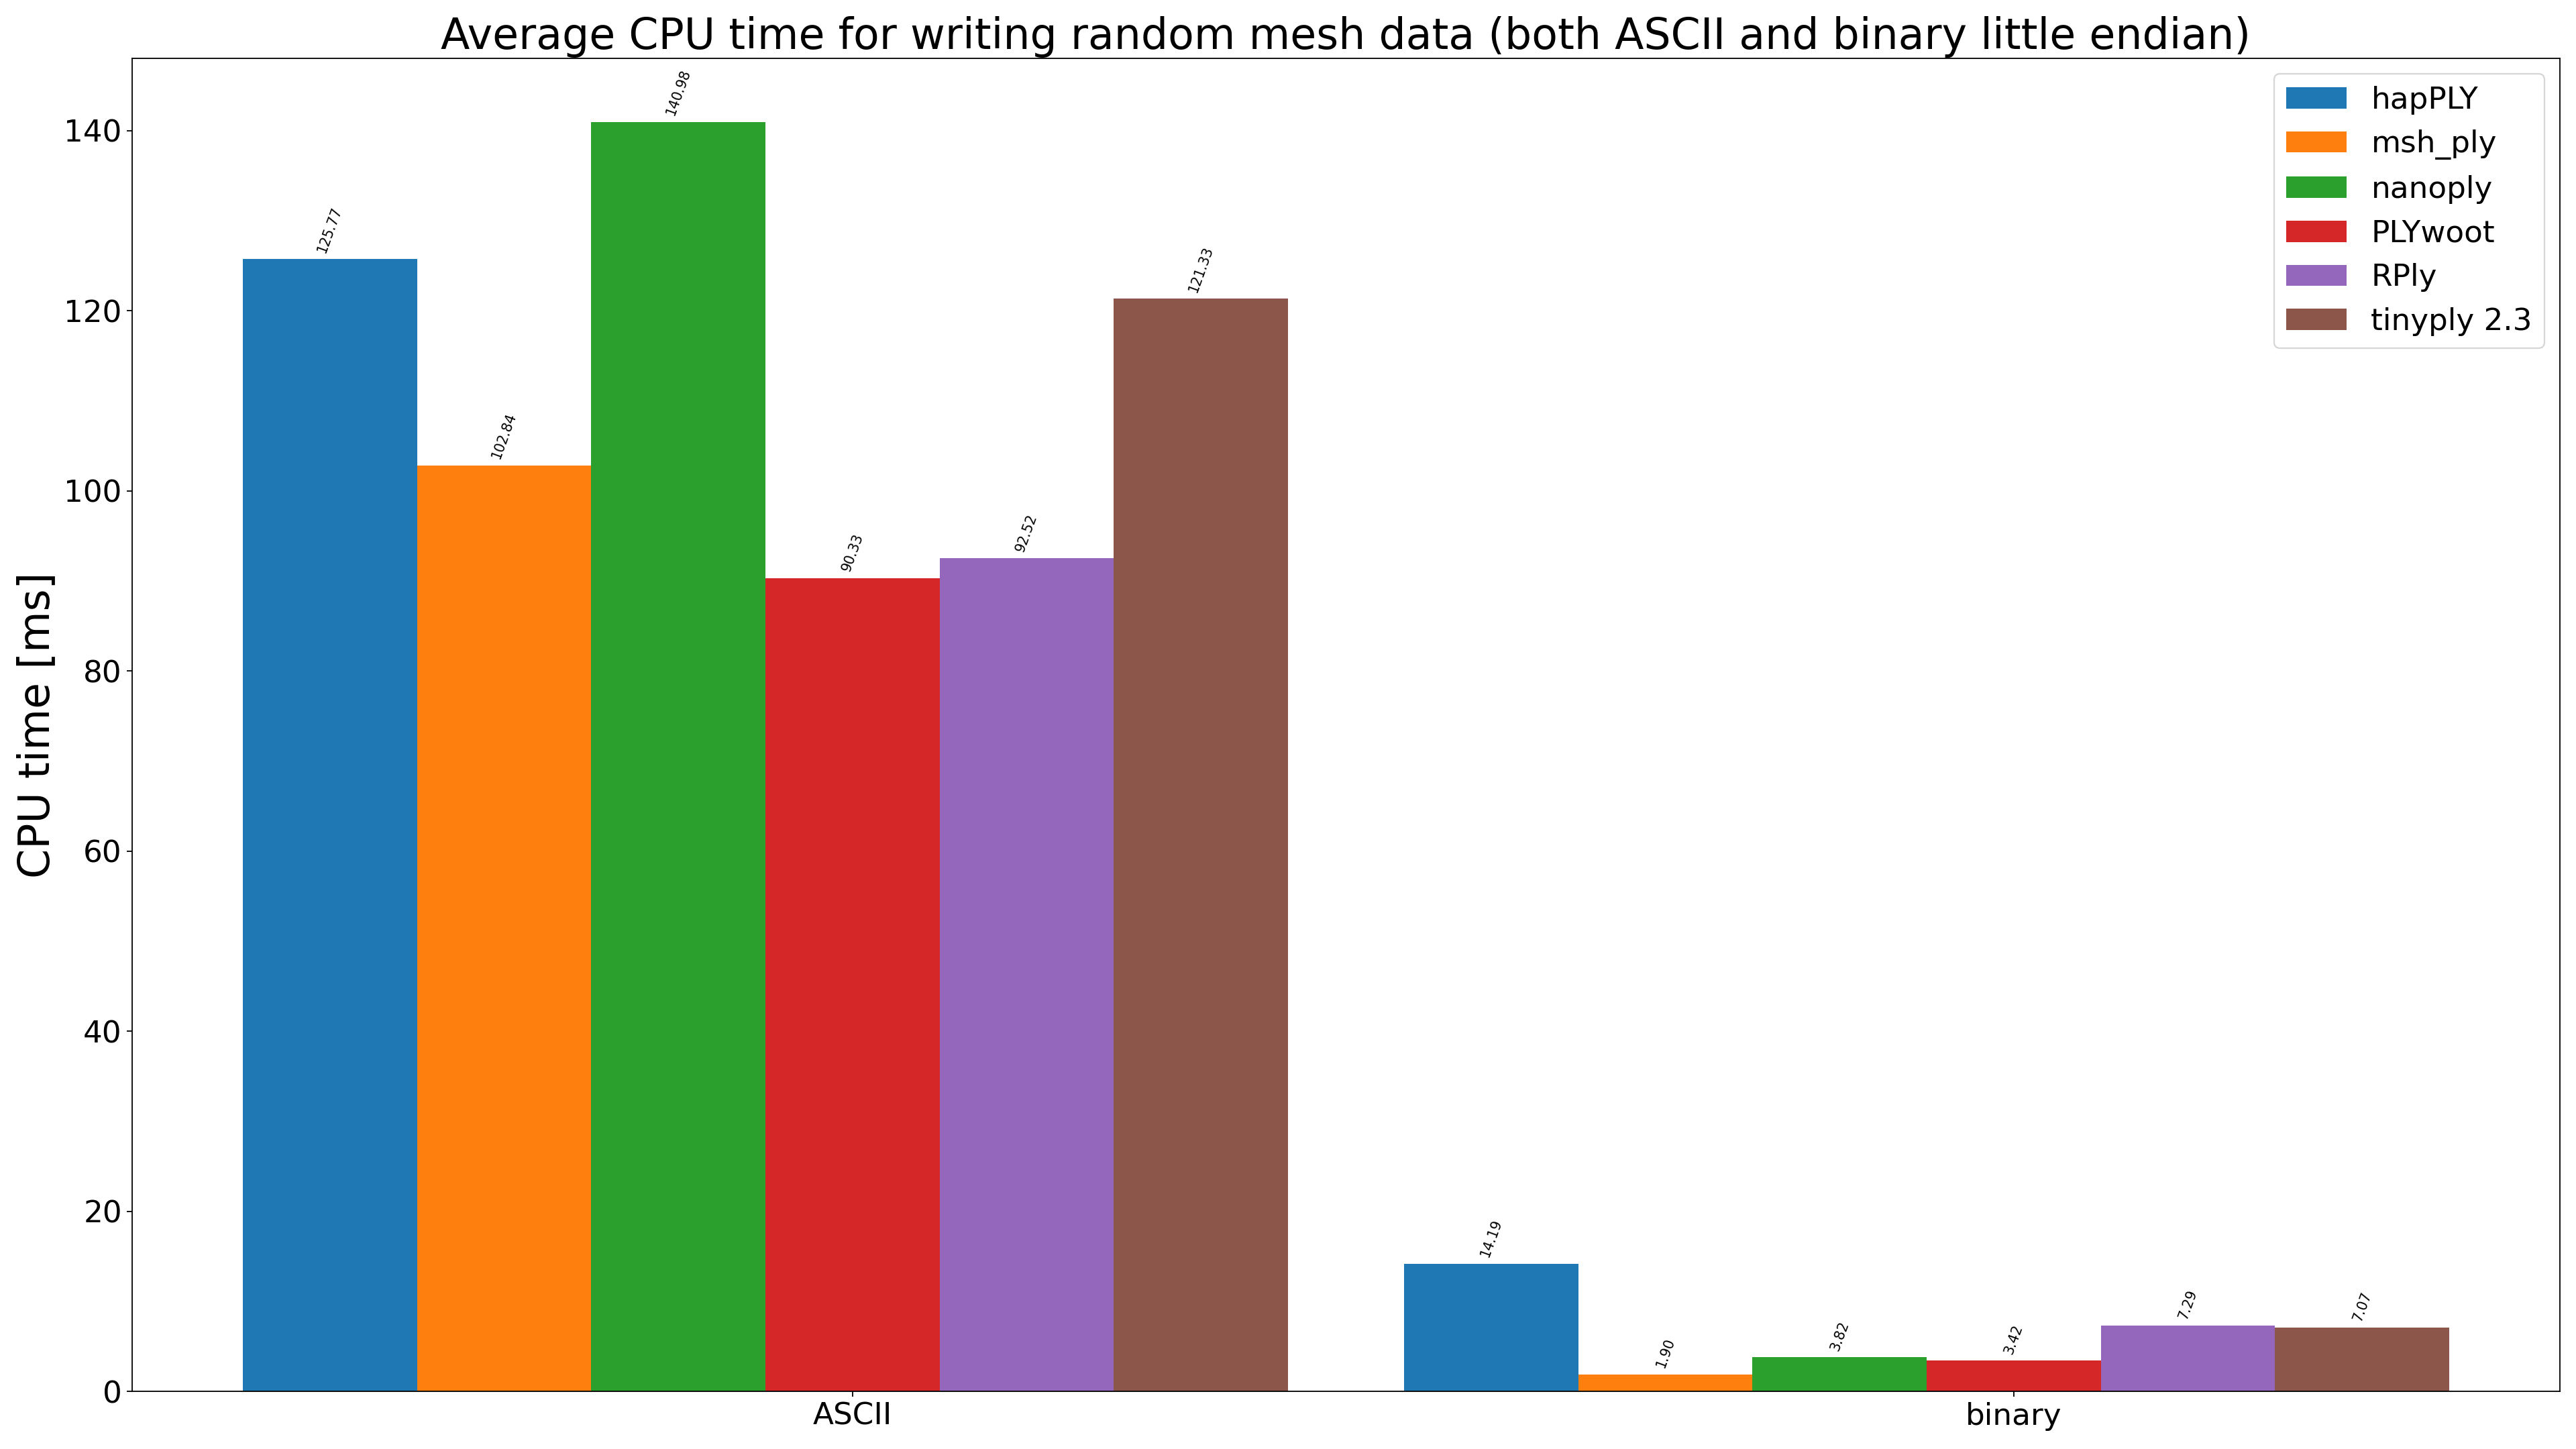 Average CPU time for writing random mesh data (both ASCII and binary little endian)
CPU time [ms]
140
120
100
80
60
40
20
0
125.77
102.84
140.98
90.33
92.52
121.33
14.19
1.90
3.82
3.42
7.29
7.07
ASCII
binary
hapPLY
msh_ply
nanoply
PLYwoot
RPly
tinyply 2.3